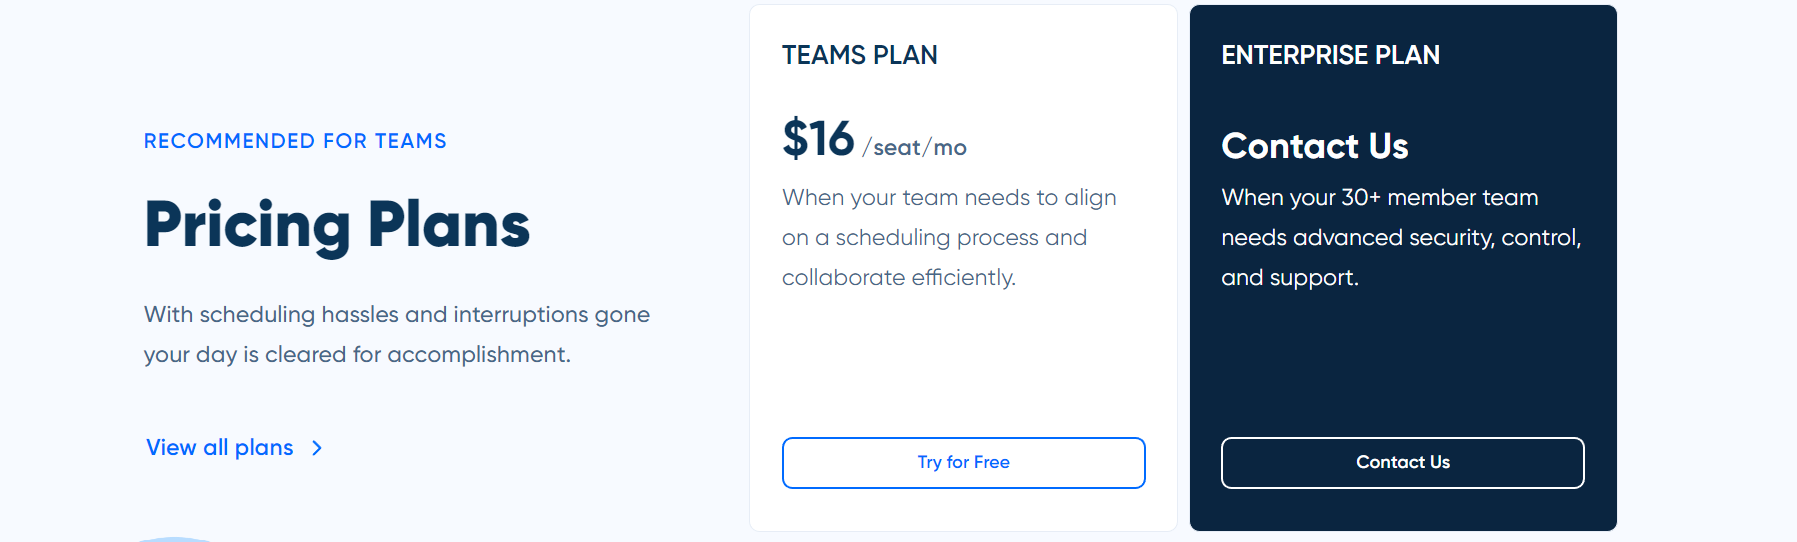 RECOMMENDED FOR TEAMS
Pricing Plans
With scheduling hassles and interruptions gone
your day is cleared for accomplishment.
View all plans
TEAMS PLAN
$16 /seat/mo
When your team needs to align
on a scheduling process and
collaborate efficiently.
Try for Free
ENTERPRISE PLAN
Contact Us
When your 30+ member team
needs advanced security, control,
and support.
Contact Us